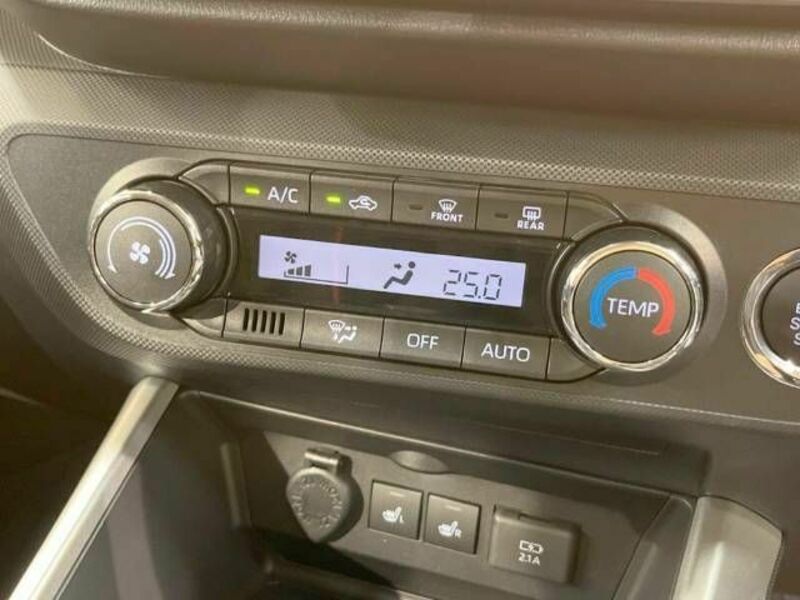 A/C
FRONT
REAR
25.0
TEMP
OFF
AUTO
L
R
2.1A